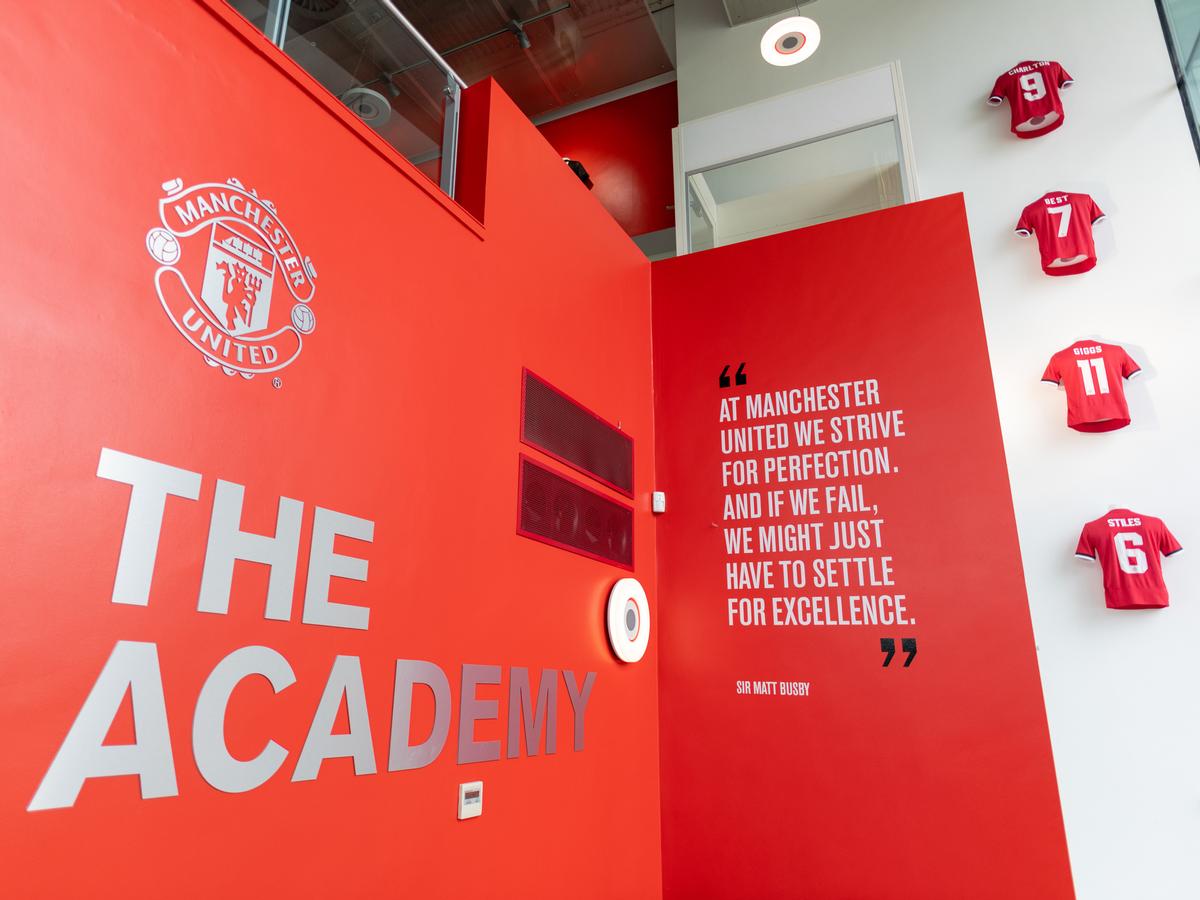 MANCHESTER
UNITED
®
THE
ACADEMY
“
AT MANCHESTER
UNITED WE STRIVE
FOR PERFECTION.
AND IF WE FAIL,
WE MIGHT JUST
HAVE TO SETTLE
FOR EXCELLENCE.
”
SIR MATT BUSBY
CHARLTON
9
BEST
7
GIGGS
11
STILES
6